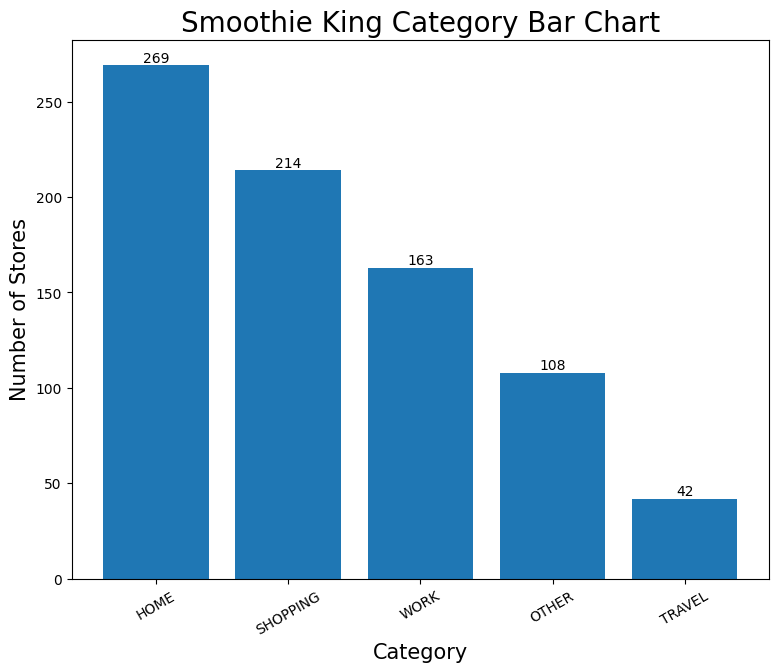 Smoothie King Category Bar Chart
Number of Stores
250
200
150
100
50
0
269
214
163
108
42
HOME
SHOPPING
WORK
OTHER
TRAVEL
Category